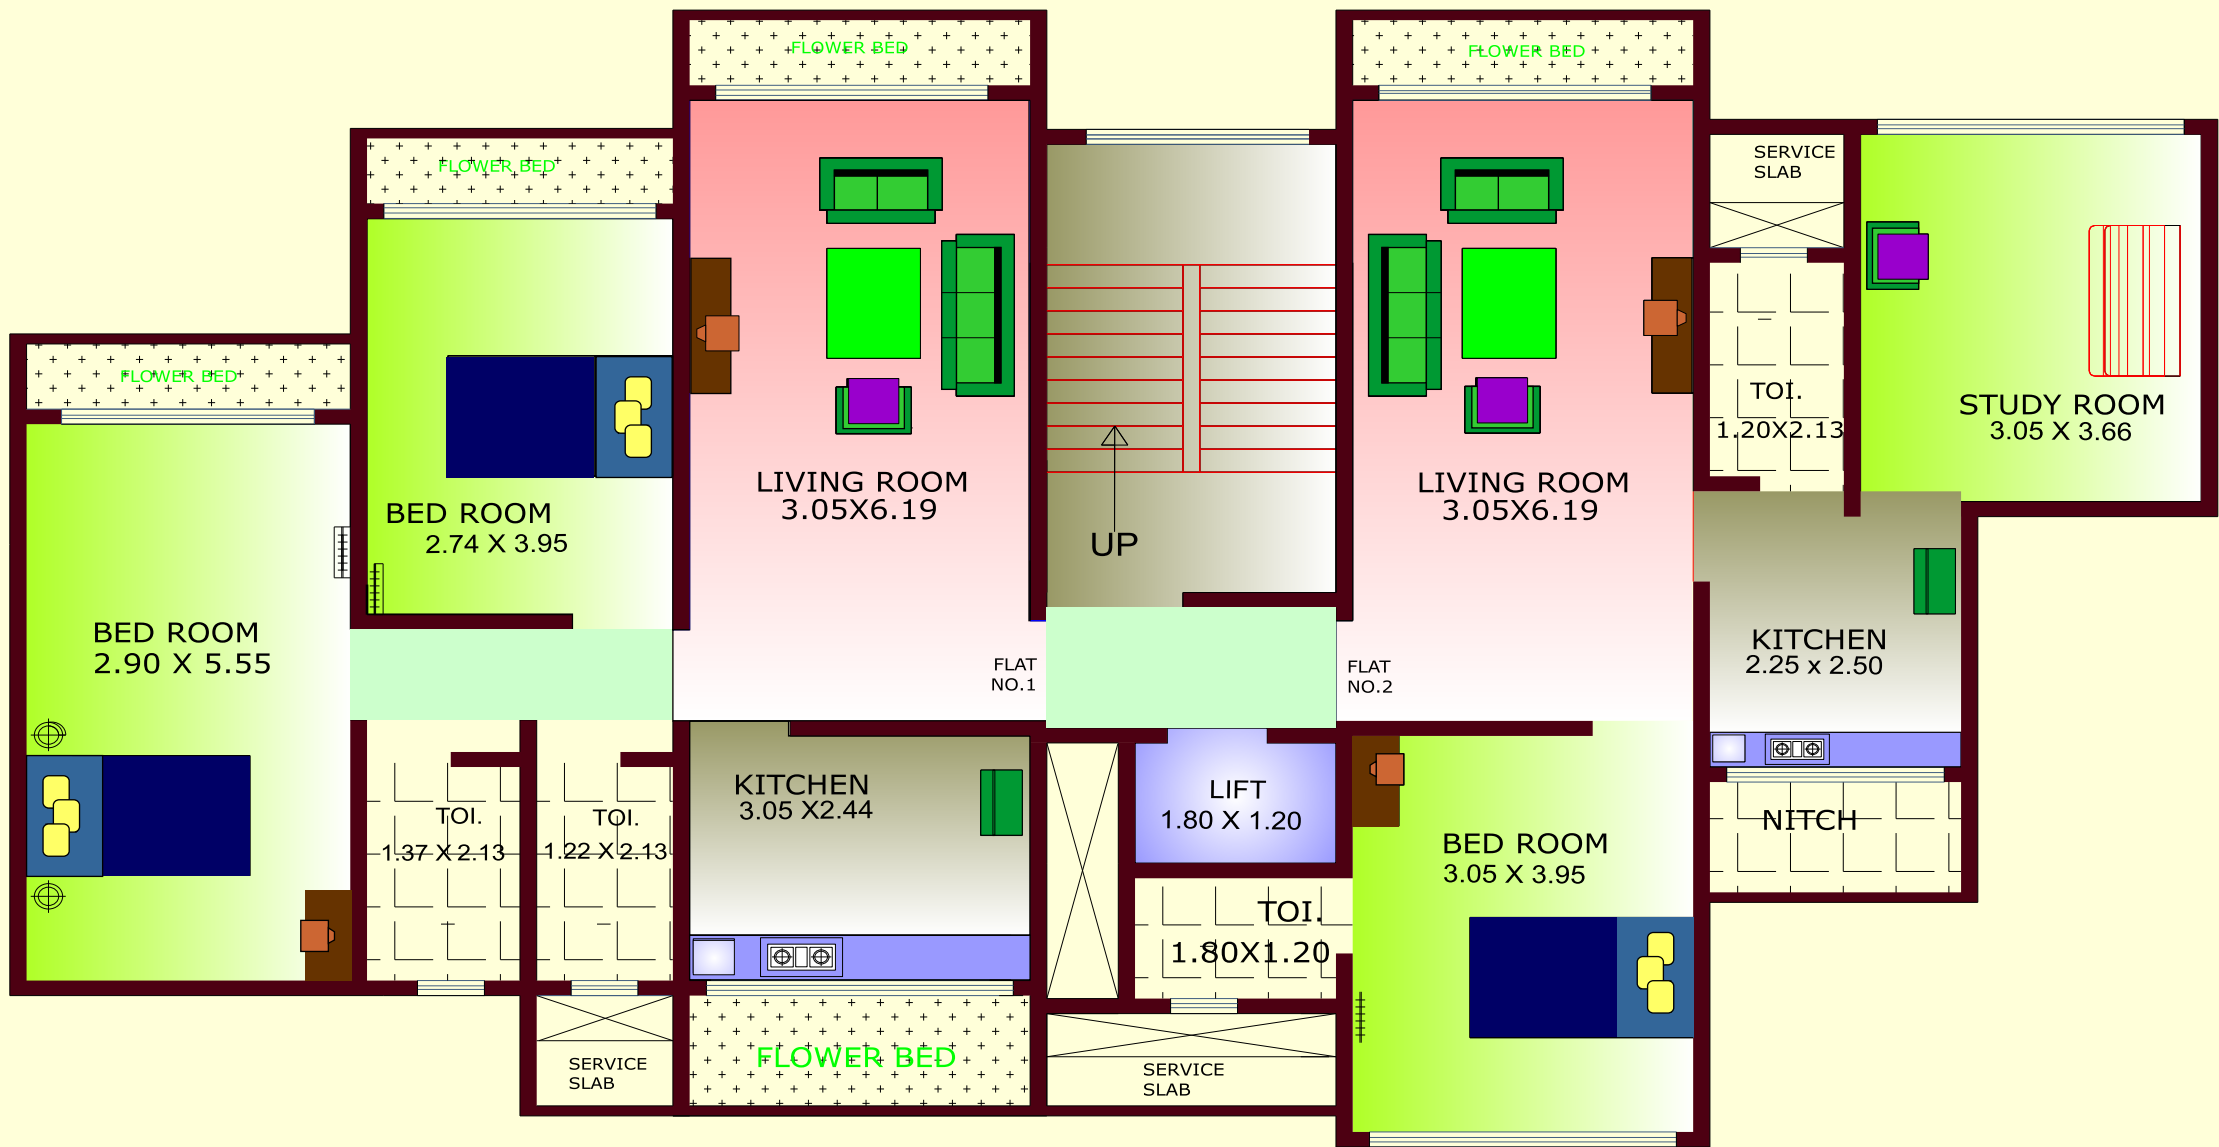 FLOWER BED
FLOWER BED
FLOWER BED
FLOWER BED
SERVICE
SLAB
TOI.
1.20X2.13
STUDY ROOM
3.05 X 3.66
BED ROOM
2.74 X 3.95
LIVING ROOM
3.05X6.19
UP
LIVING ROOM
3.05X6.19
BED ROOM
2.90 X 5.55
FLAT
NO.1
FLAT
NO.2
KITCHEN
2.25 x 2.50
TOI.
1.37 X 2.13
TOI.
1.22 X 2.13
KITCHEN
3.05 X2.44
LIFT
1.80 X 1.20
BED ROOM
3.05 X 3.95
NITCH
TOI.
1.80X1.20
SERVICE
SLAB
FLOWER BED
SERVICE
SLAB